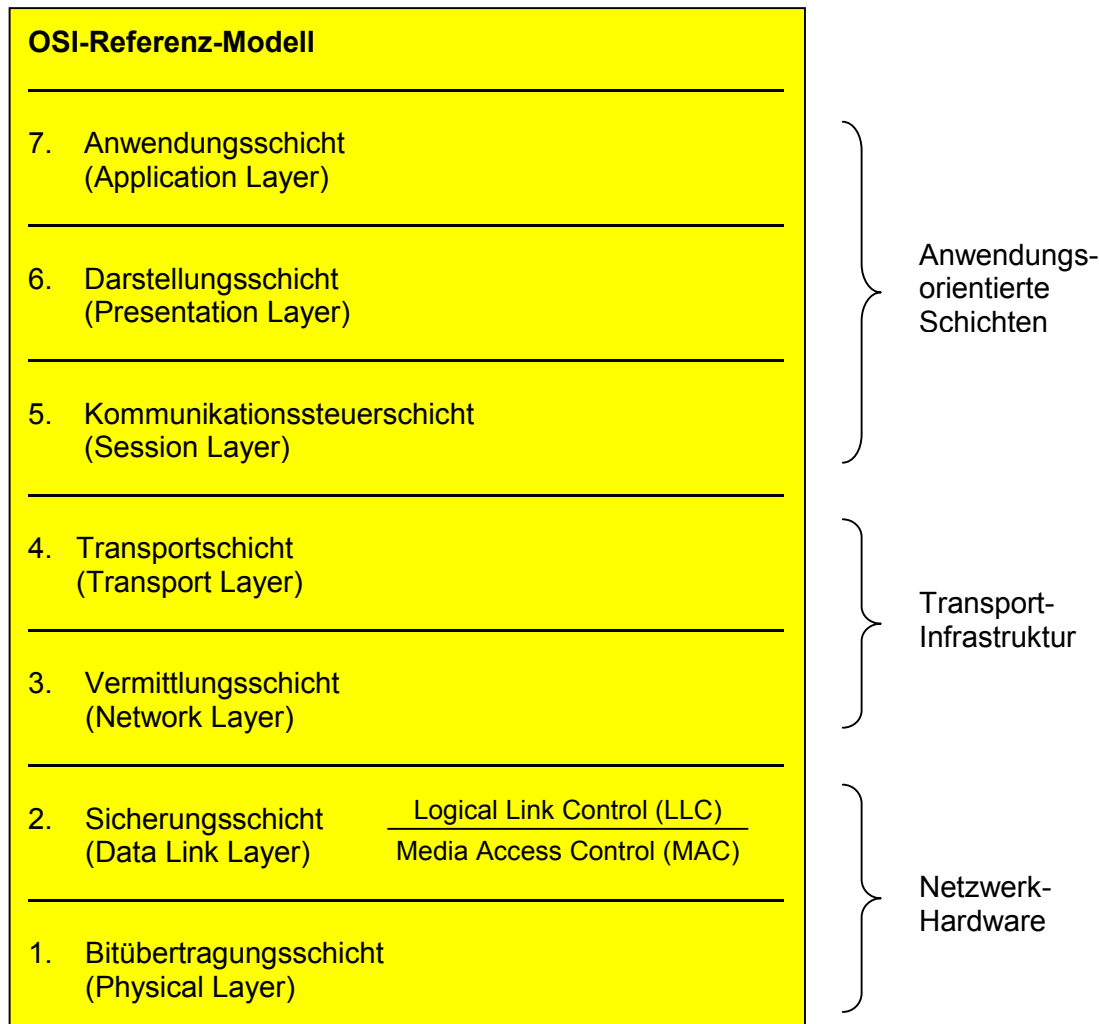 OSI-Referenz-Modell
7. Anwendungsschicht
(Application Layer)
6. Darstellungsschicht
(Presentation Layer)
5. Kommunikationssteuerschicht
(Session Layer)
Anwendungs-
orientierte
Schichten
4. Transportschicht
(Transport Layer)
3. Vermittlungsschicht
(Network Layer)
Transport-
Infrastruktur
2. Sicherungsschicht
(Data Link Layer)
Logical Link Control (LLC)
Media Access Control (MAC)
1. Bitübertragungsschicht
(Physical Layer)
Netzwerk-
Hardware